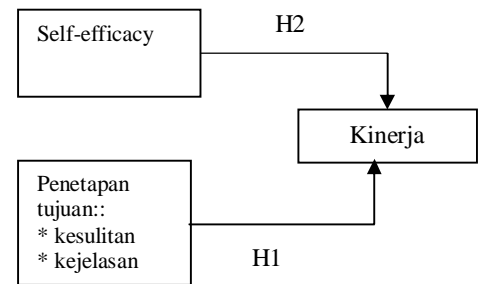 Self-efficacy
H2
Kinerja
Penetapan
tujuan::
* kesulitan
* kejelasan
H1